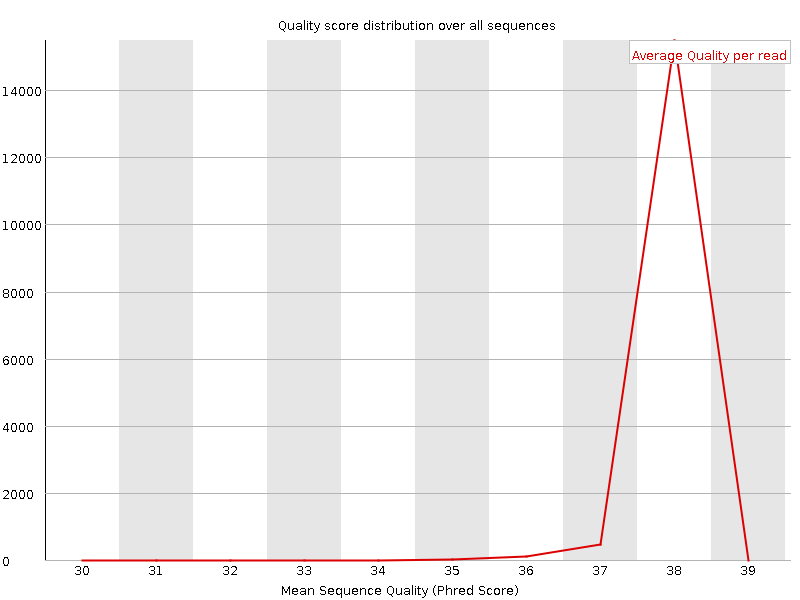 Quality score distribution over all sequences
Average Quality per read
14000
12000
10000
8000
6000
4000
2000
0
30 31 32 33 34 35 36 37 38 39
Mean Sequence Quality (Phred Score)